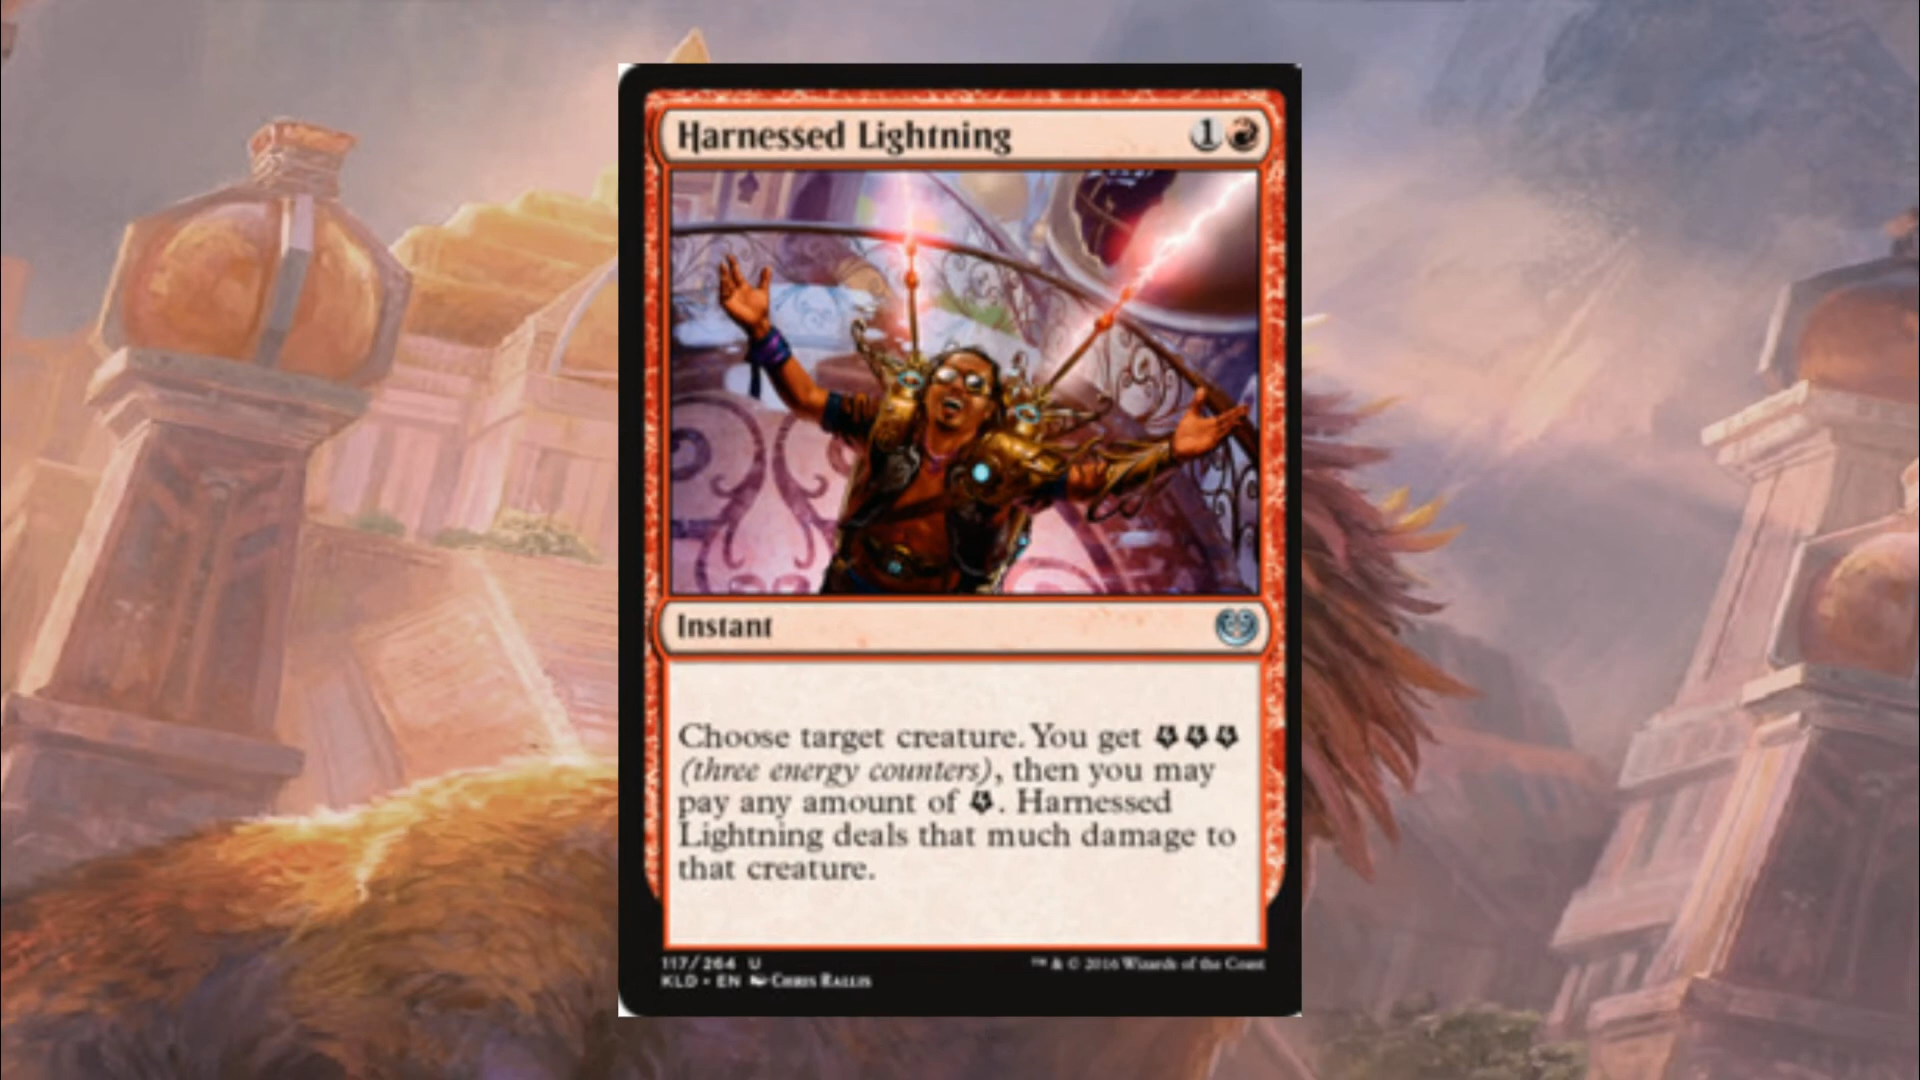 Harnessed Lightning 1
Instant
Choose target creature. You get
(three energy counters), then you may
pay any amount of . Harnessed
Lightning deals that much damage to
that creature.
117/264 U
™ & © 2016 Wizards of the Coast
KLD • EN Chris Rallis